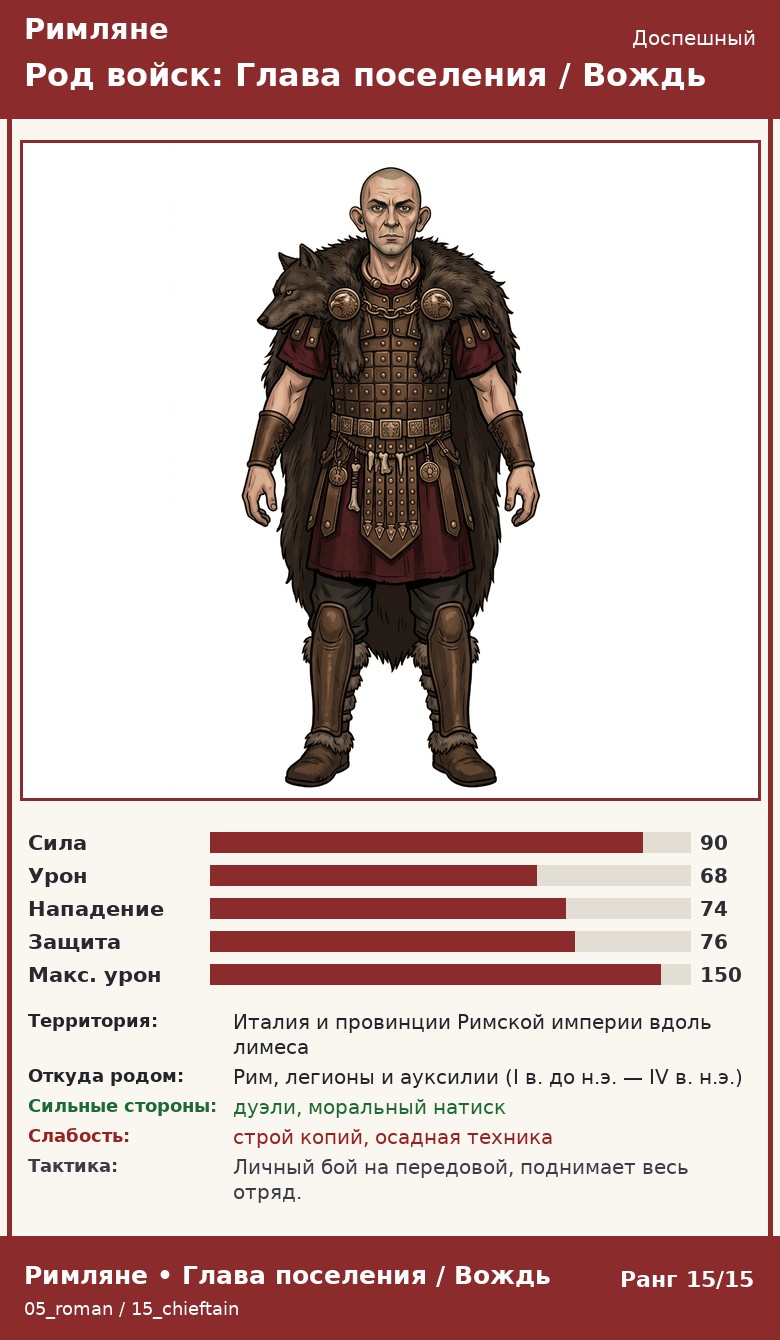 Римляне
Доспешный
Род войск: Глава поселения / Вождь
Сила 90
Урон 68
Нападение 74
Защита 76
Макс. урон 150
Территория: Италия и провинции Римской империи вдоль
лимеса
Откуда родом: Рим, легионы и ауксилии (I в. до н.э. — IV в. н.э.)
Сильные стороны: дуэли, моральный натиск
Слабость: строй копий, осадная техника
Тактика: Личный бой на передовой, поднимает весь
отряд.
Римляне • Глава поселения / Вождь
Ранг 15/15
05_roman / 15_chieftain